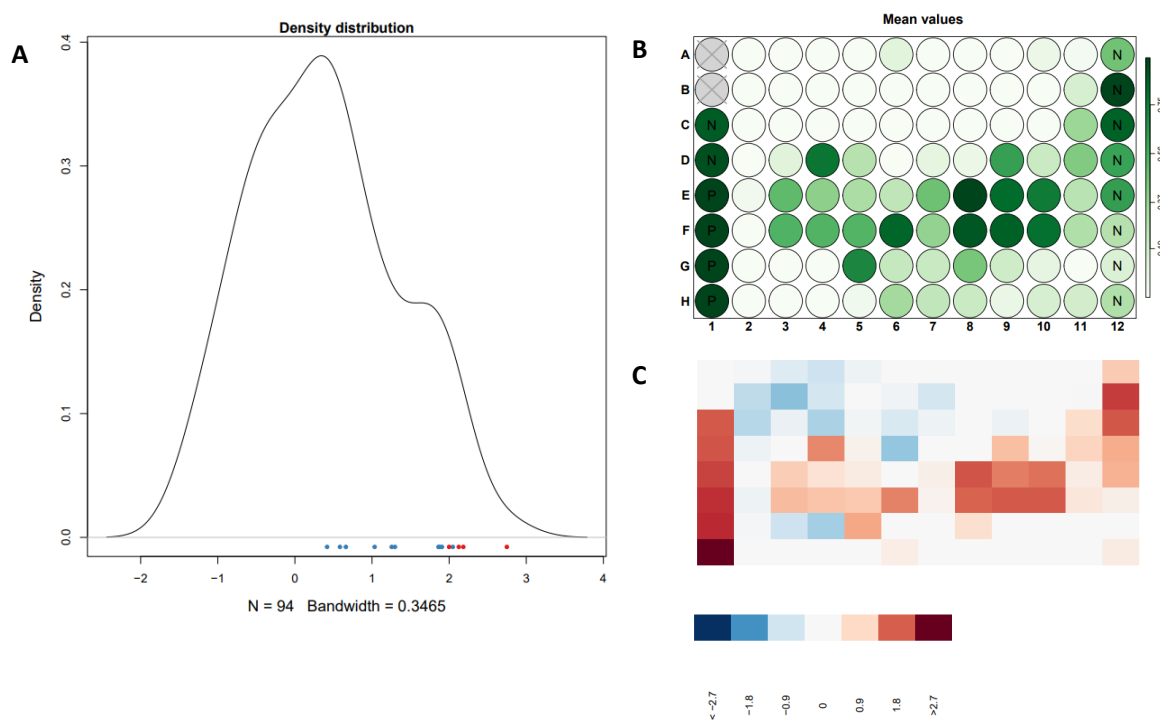 A
Density distribution
Density
0.0
0.1
0.2
0.3
0.4
−2
−1
0
1
2
3
4
N = 94 Bandwidth = 0.3465
B
Mean values
A
B
C
D
E
F
G
H
N
N
N N
N N
P N
P N
P N
P N
1 2 3 4 5 6 7 8 9 10 11 12
C
< −2.7
−1.8
−0.9
0
0.9
1.8
>2.7